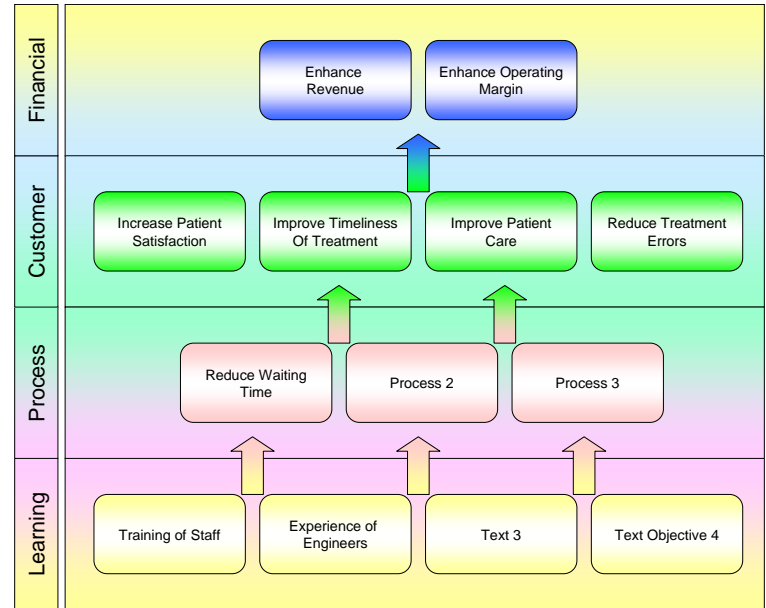 Financial
Enhance
Revenue
Enhance Operating
Margin
Customer
Increase Patient
Satisfaction
Improve Timeliness
Of Treatment
Improve Patient
Care
Reduce Treatment
Errors
Process
Reduce Waiting
Time
Process 2
Process 3
Learning
Training of Staff
Experience of
Engineers
Text 3
Text Objective 4